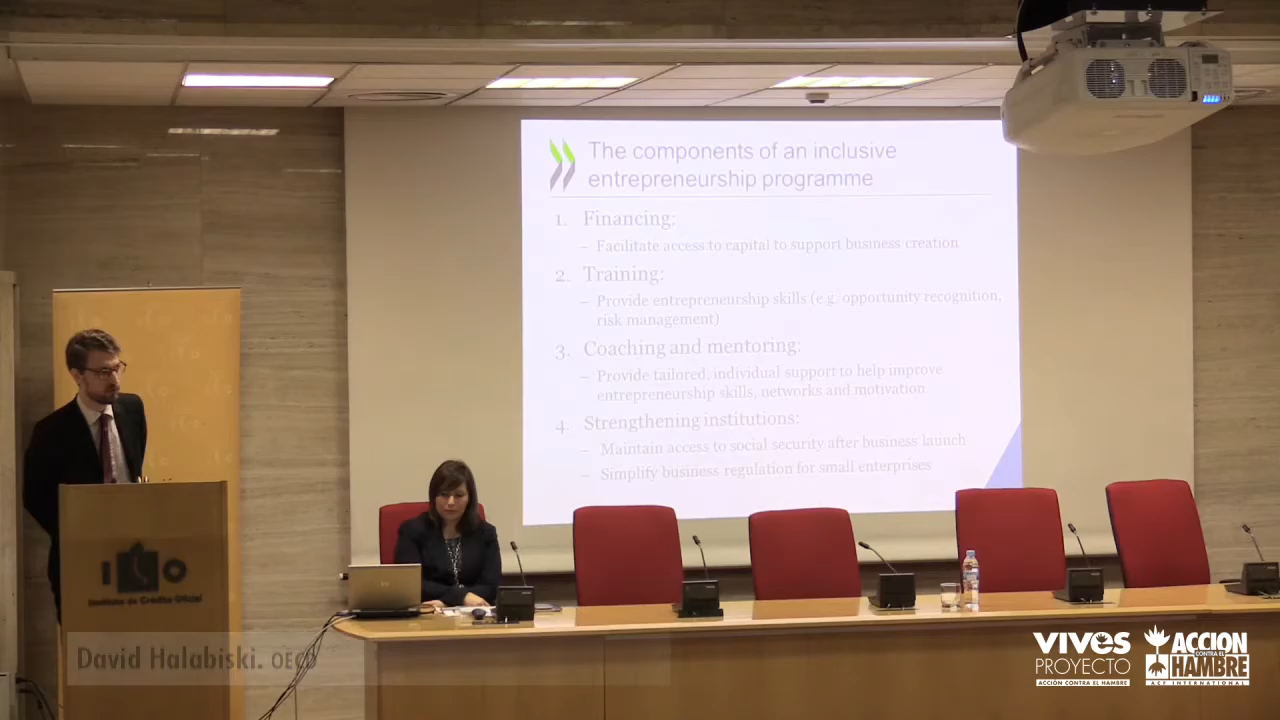 The components of an inclusive
entrepreneurship programme
1. Financing:
– Facilitate access to capital to support business creation
2. Training:
– Provide entrepreneurship skills (e.g. opportunity recognition,
risk management)
3. Coaching and mentoring:
– Provide tailored, individual support to help improve
entrepreneurship skills, networks and motivation
4. Strengthening institutions:
– Maintain access to social security after business launch
– Simplify business regulation for small enterprises
Instituto de Crédito Oficial
David Halabiski. OECD
VIVES
PROYECTO
ACCIÓN CONTRA EL HAMBRE
ACCION
CONTRA EL
HAMBRE
ACF INTERNATIONAL